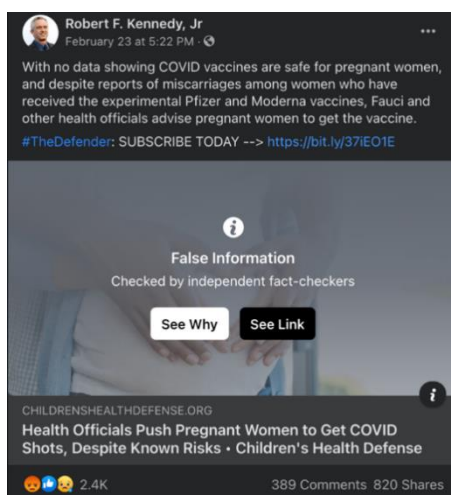 Robert F. Kennedy, Jr
February 23 at 5:22 PM ·
With no data showing COVID vaccines are safe for pregnant women,
and despite reports of miscarriages among women who have
received the experimental Pfizer and Moderna vaccines, Fauci and
other health officials advise pregnant women to get the vaccine.
#TheDefender: SUBSCRIBE TODAY --> https://bit.ly/37iEO1E
False Information
Checked by independent fact-checkers
See Why See Link
CHILDRENSHEALTHDEFENSE.ORG
Health Officials Push Pregnant Women to Get COVID
Shots, Despite Known Risks • Children's Health Defense
2.4K 389 Comments 820 Shares